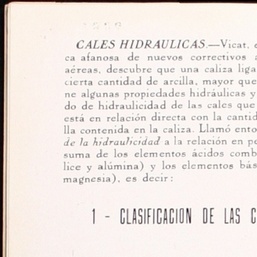 CALES HIDRAULICAS.—Vicat, e
ca afanosa de nuevos correctivos a
aéreas, descubre que una caliza liga
cierta cantidad de arcilla, mayor que
ne algunas propiedades hidráulicas y
do de hidraulicidad de las cales que
está en relación directa con la cantid
lla contenida en la caliza. Llamó ento
de la hidraulicidad a la relación en pe
suma de los elementos ácidos comb
lice y alúmina) y los elementos bás
magnesia), es decir:
1 - CLASIFICACION DE LAS C